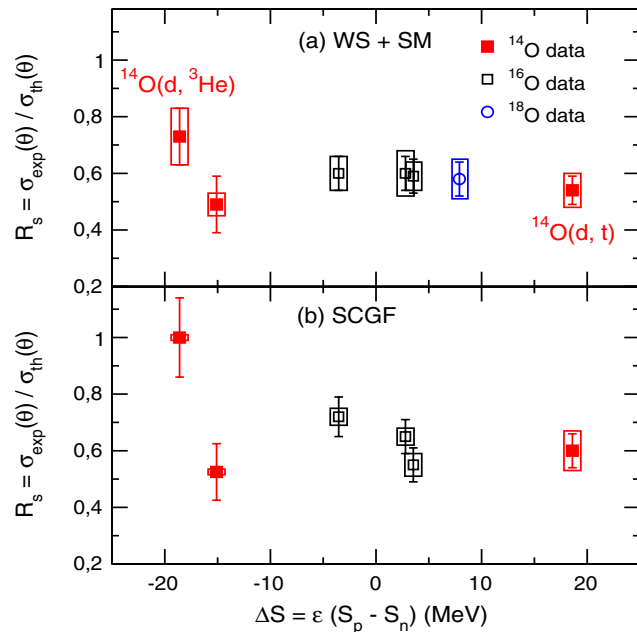 (a) WS + SM
¹⁴O data
¹⁶O data
¹⁸O data
¹⁴O(d, ³He)
¹⁴O(d, t)
R_s = σ_exp(θ) / σ_th(θ)
1
0,8
0,6
0,4
0,2
(b) SCGF
R_s = σ_exp(θ) / σ_th(θ)
1
0,8
0,6
0,4
0,2
-20 -10 0 10 20
ΔS = ε (S_p - S_n) (MeV)